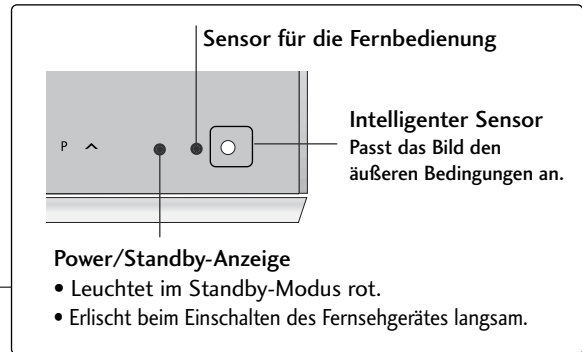 Sensor für die Fernbedienung
Intelligenter Sensor
Passt das Bild den
äußeren Bedingungen an.
P ^
Power/Standby-Anzeige
• Leuchtet im Standby-Modus rot.
• Erlischt beim Einschalten des Fernsehgerätes langsam.